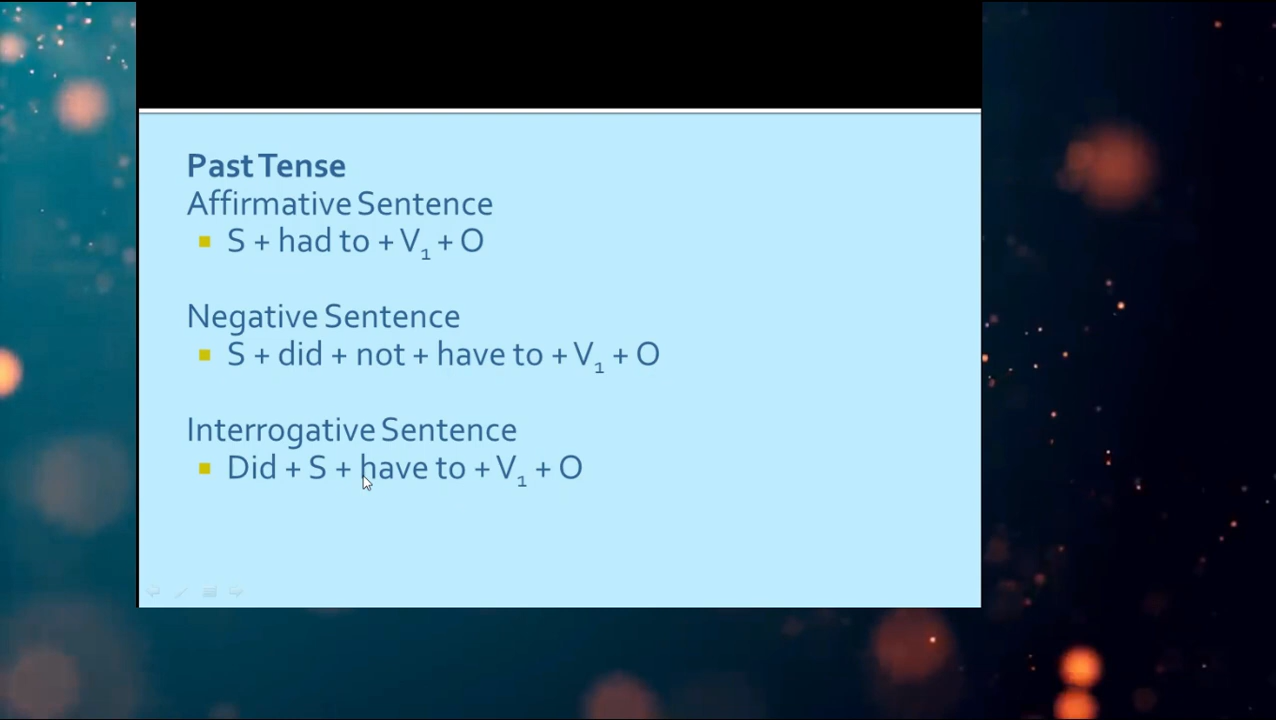 Past Tense
Affirmative Sentence
▪ S + had to + V₁ + O
Negative Sentence
▪ S + did + not + have to + V₁ + O
Interrogative Sentence
▪ Did + S + have to + V₁ + O